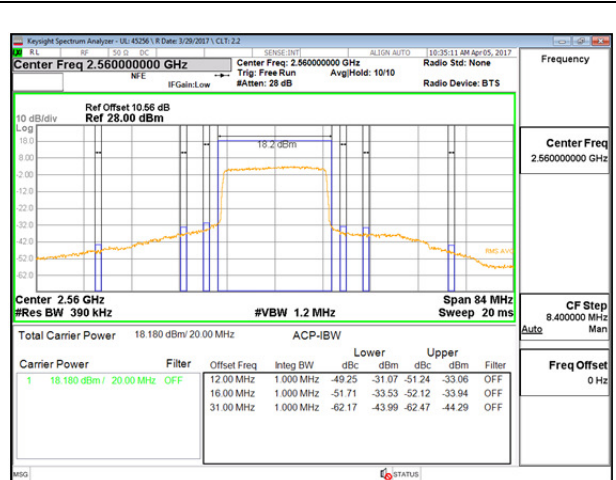 Keysight Spectrum Analyzer - UL: 45256 \ R Date: 3/29/2017 \ CLT: 2.2
RL RF 50 Ω DC SENSE:INT ALIGN AUTO 10:35:11 AM Apr 05, 2017
Center Freq 2.560000000 GHz Center Freq: 2.560000000 GHz Radio Std: None
NFE Trig: Free Run Avg|Hold: 10/10
IFGain:Low #Atten: 28 dB Radio Device: BTS
Frequency
Ref Offset 10.56 dB
10 dB/div Ref 28.00 dBm
Log
18.0
8.00
-2.00
-12.0
-22.0
-32.0
-42.0
-52.0
-62.0
18.2 dBm
RMS AVG
Center 2.56 GHz Span 84 MHz
#Res BW 390 kHz #VBW 1.2 MHz Sweep 20 ms
Total Carrier Power 18.180 dBm/ 20.00 MHz ACP-IBW
Lower Upper
Carrier Power Filter Offset Freq Integ BW dBc dBm dBc dBm Filter
1 18.180 dBm / 20.00 MHz OFF 12.00 MHz 1.000 MHz -49.25 -31.07 -51.24 -33.06 OFF
16.00 MHz 1.000 MHz -51.71 -33.53 -52.12 -33.94 OFF
31.00 MHz 1.000 MHz -62.17 -43.99 -62.47 -44.29 OFF
Center Freq
2.560000000 GHz
CF Step
8.400000 MHz
Auto Man
Freq Offset
0 Hz
MSG STATUS